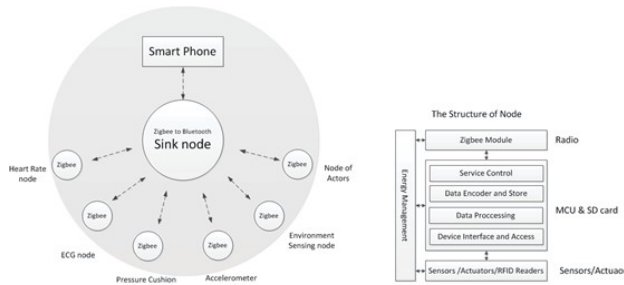 Smart Phone
Zigbee to Bluetooth
Sink node
Zigbee
Heart Rate
node
Zigbee
ECG node
Zigbee
Pressure Cushion
Zigbee
Accelerometer
Zigbee
Environment
Sensing node
Zigbee
Node of
Actors
The Structure of Node
Energy Management
Zigbee Module
Radio
Service Control
Data Encoder and Store
Data Proccessing
Device Interface and Access
MCU & SD card
Sensors /Actuators/RFID Readers
Sensors/Actuao